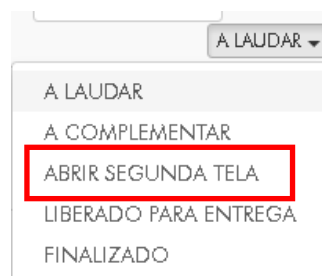 A LAUDAR
A LAUDAR
A COMPLEMENTAR
ABRIR SEGUNDA TELA
LIBERADO PARA ENTREGA
FINALIZADO